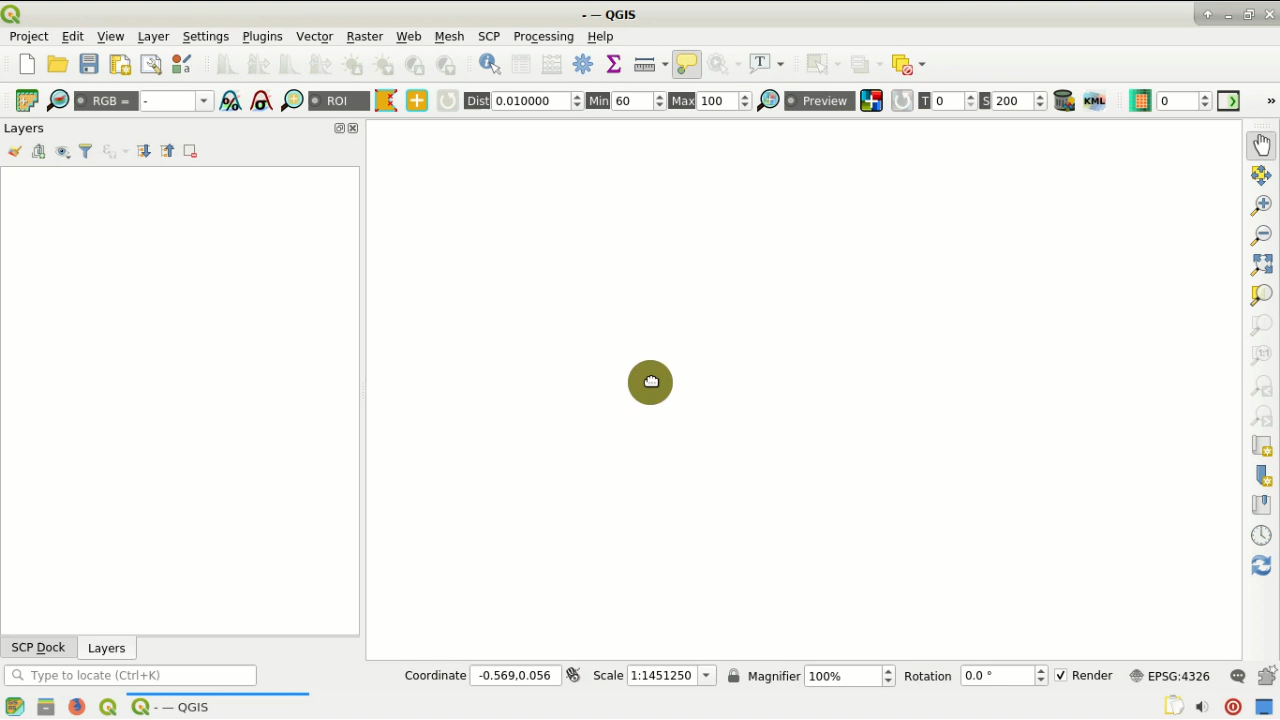 - — QGIS
Project Edit View Layer Settings Plugins Vector Raster Web Mesh SCP Processing Help
T
RGB = - ROI Dist 0.010000 Min 60 Max 100 Preview T 0 S 200 KML 0 »
Layers
SCP Dock Layers
Type to locate (Ctrl+K) Coordinate -0.569,0.056 Scale 1:1451250 Magnifier 100% Rotation 0.0 ° Render EPSG:4326
- — QGIS